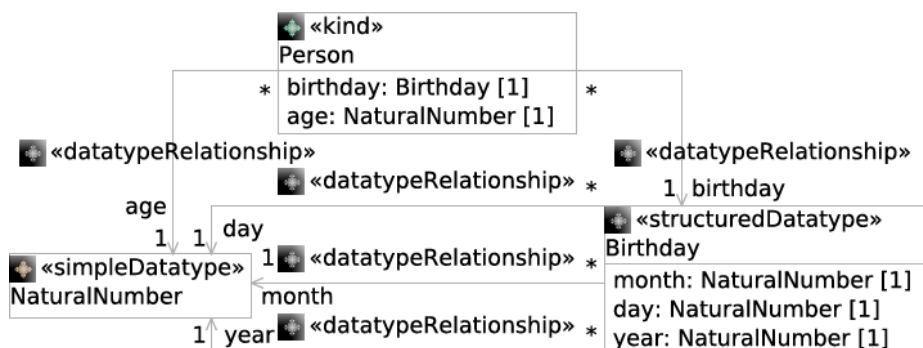 «kind»
Person
* birthday: Birthday [1] *
age: NaturalNumber [1]
«datatypeRelationship» «datatypeRelationship»
«datatypeRelationship» * 1 birthday
age
1 1 day
«structuredDatatype»
Birthday
«simpleDatatype» 1 «datatypeRelationship» *
NaturalNumber month
month: NaturalNumber [1]
day: NaturalNumber [1]
1 year «datatypeRelationship» * year: NaturalNumber [1]